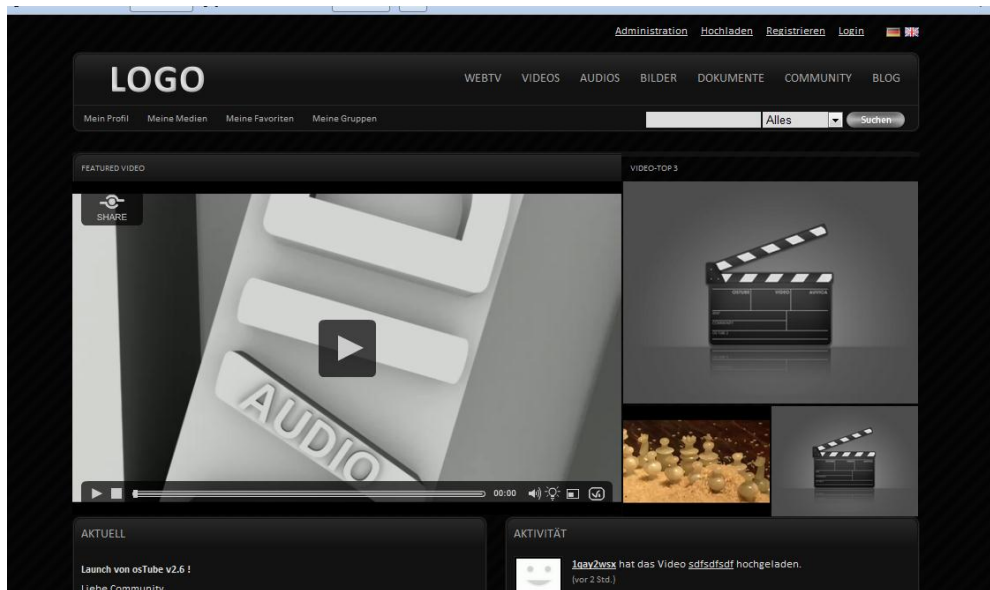 Administration Hochladen Registrieren Login
LOGO
WEBTV VIDEOS AUDIOS BILDER DOKUMENTE COMMUNITY BLOG
Mein Profil Meine Medien Meine Favoriten Meine Gruppen
Alles
Suchen
FEATURED VIDEO
VIDEO-TOP 3
SHARE
AUDIO
00:00
AKTUELL
AKTIVITÄT
Launch von osTube v2.6 !
Liebe Community
1qay2wsx hat das Video sdfsdfsdf hochgeladen.
(vor 2 Std.)